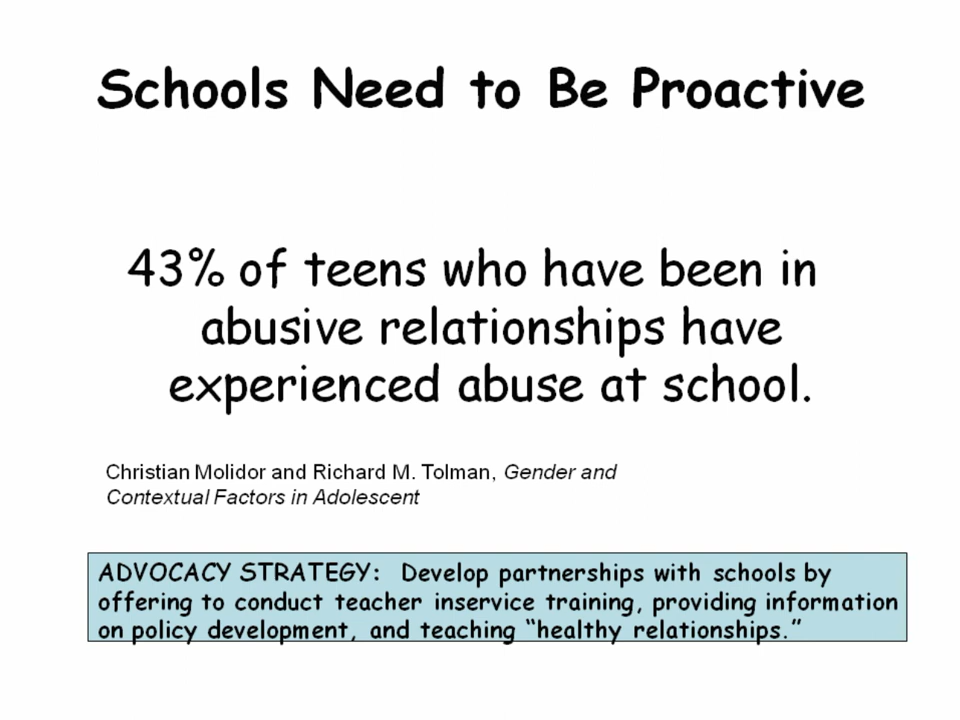 Schools Need to Be Proactive
43% of teens who have been in
abusive relationships have
experienced abuse at school.
Christian Molidor and Richard M. Tolman, Gender and
Contextual Factors in Adolescent
ADVOCACY STRATEGY:  Develop partnerships with schools by
offering to conduct teacher inservice training, providing information
on policy development, and teaching “healthy relationships.”